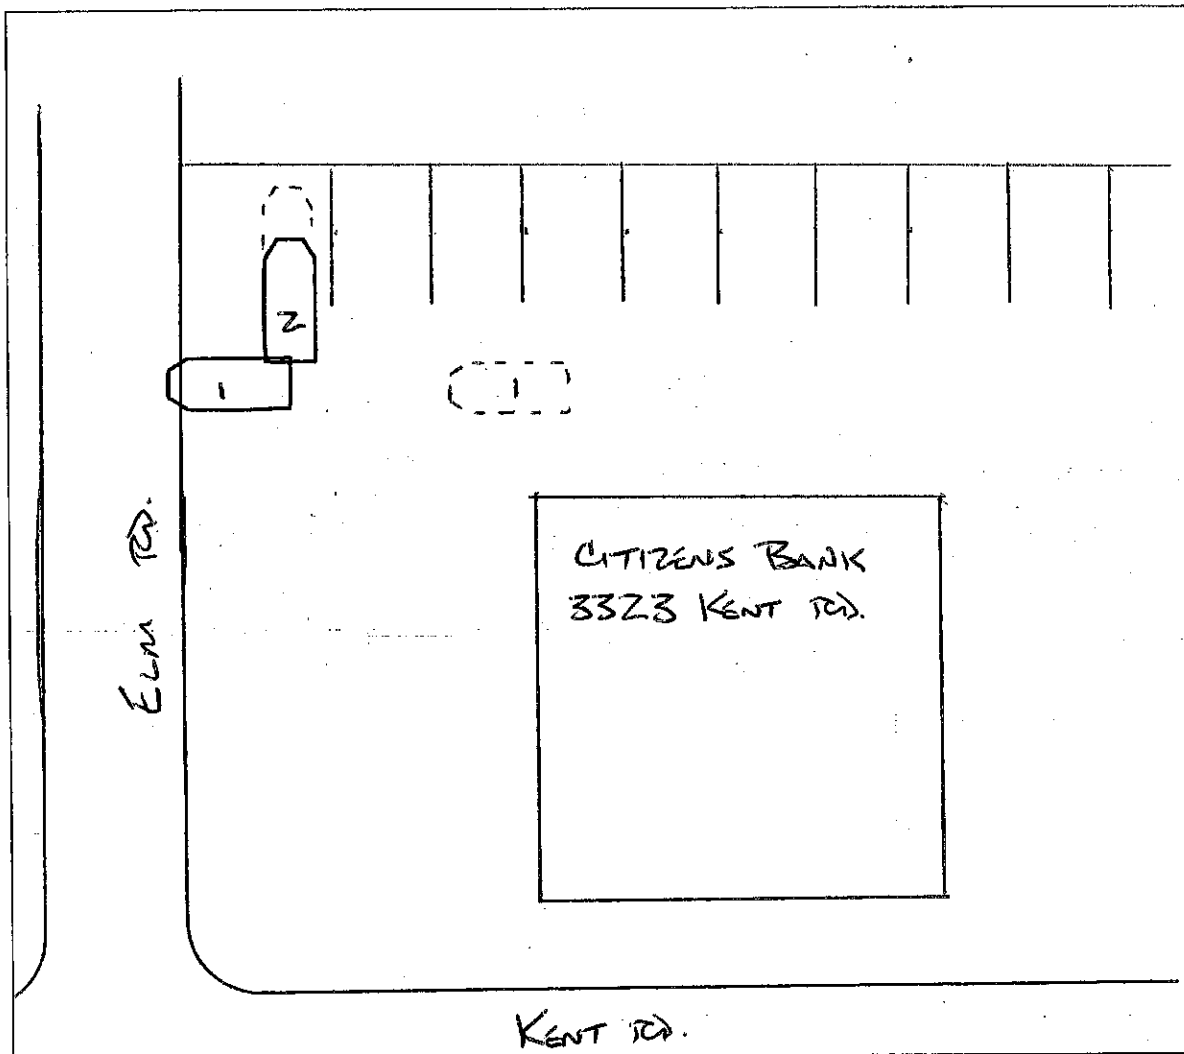 2
1
1
CITIZENS BANK
3323 KENT RD.
ELM RD.
KENT RD.